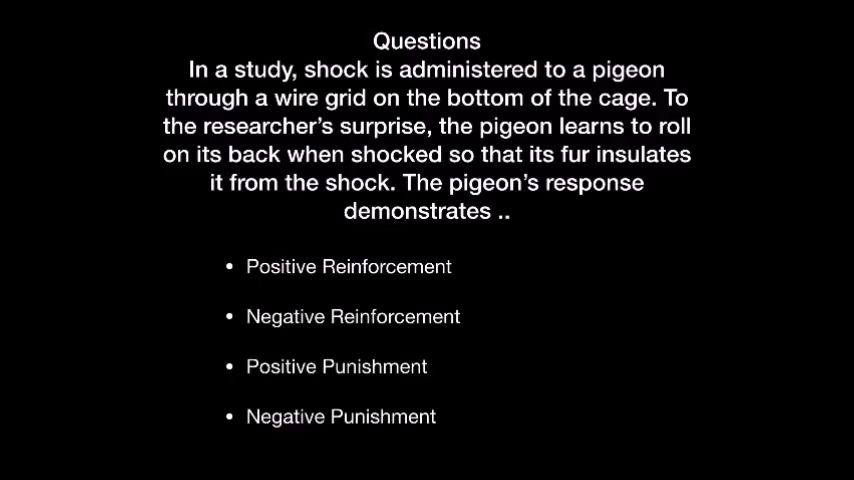 Questions
In a study, shock is administered to a pigeon
through a wire grid on the bottom of the cage. To
the researcher's surprise, the pigeon learns to roll
on its back when shocked so that its fur insulates
it from the shock. The pigeon's response
demonstrates ..
• Positive Reinforcement
• Negative Reinforcement
• Positive Punishment
• Negative Punishment